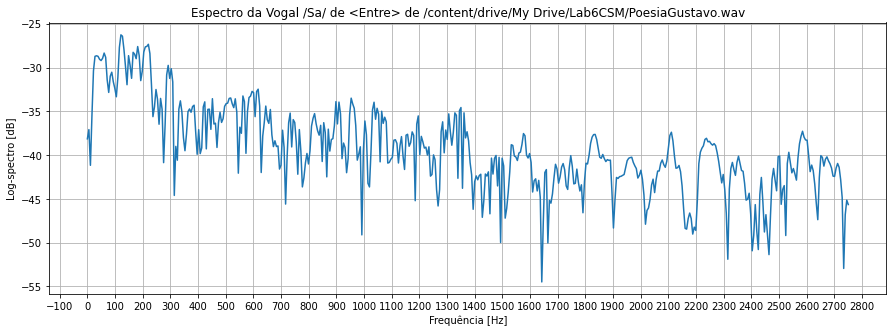 Espectro da Vogal /Sa/ de <Entre> de /content/drive/My Drive/Lab6CSM/PoesiaGustavo.wav
Log-spectro [dB]
−25
−30
−35
−40
−45
−50
−55
−100 0 100 200 300 400 500 600 700 800 900 1000 1100 1200 1300 1400 1500 1600 1700 1800 1900 2000 2100 2200 2300 2400 2500 2600 2700 2800
Frequência [Hz]